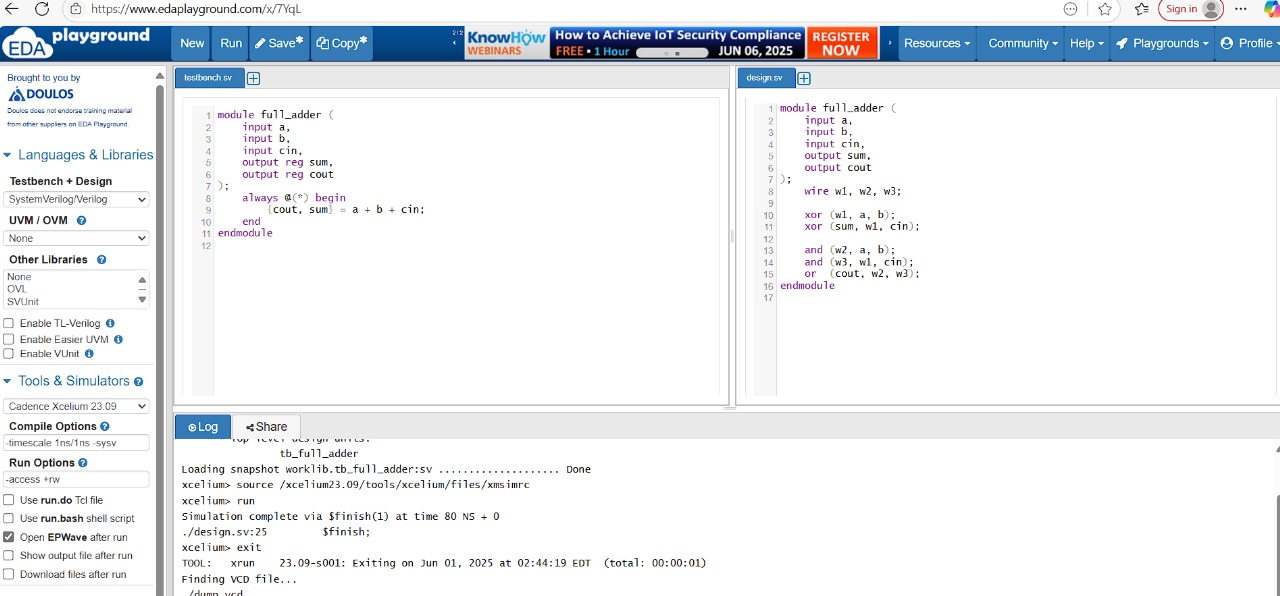 https://www.edaplayground.com/x/7YqL
Sign in
EDA playground
New
Run
Save*
Copy*
2/2
KnowHow
WEBINARS
How to Achieve IoT Security Compliance
FREE • 1 Hour
JUN 06, 2025
REGISTER
NOW
Resources
Community
Help
Playgrounds
Profile
Brought to you by
DOULOS
Doulos does not endorse training material
from other suppliers on EDA Playground.
Languages & Libraries
Testbench + Design
SystemVerilog/Verilog
UVM / OVM
None
Other Libraries
None
OVL
SVUnit
Enable TL-Verilog
Enable Easier UVM
Enable VUnit
Tools & Simulators
Cadence Xcelium 23.09
Compile Options
-timescale 1ns/1ns -sysv
Run Options
-access +rw
Use run.do Tcl file
Use run.bash shell script
Open EPWave after run
Show output file after run
Download files after run
testbench.sv
1 module full_adder (
2 input a,
3 input b,
4 input cin,
5 output reg sum,
6 output reg cout
7 );
8 always @(*) begin
9 {cout, sum} = a + b + cin;
10 end
11 endmodule
12
design.sv
1 module full_adder (
2 input a,
3 input b,
4 input cin,
5 output sum,
6 output cout
7 );
8 wire w1, w2, w3;
9
10 xor (w1, a, b);
11 xor (sum, w1, cin);
12
13 and (w2, a, b);
14 and (w3, w1, cin);
15 or (cout, w2, w3);
16 endmodule
17
Log
Share
Top level design units:
tb_full_adder
Loading snapshot worklib.tb_full_adder:sv .................... Done
xcelium> source /xcelium23.09/tools/xcelium/files/xmsimrc
xcelium> run
Simulation complete via $finish(1) at time 80 NS + 0
./design.sv:25 $finish;
xcelium> exit
TOOL: xrun 23.09-s001: Exiting on Jun 01, 2025 at 02:44:19 EDT (total: 00:00:01)
Finding VCD file...
./dump.vcd